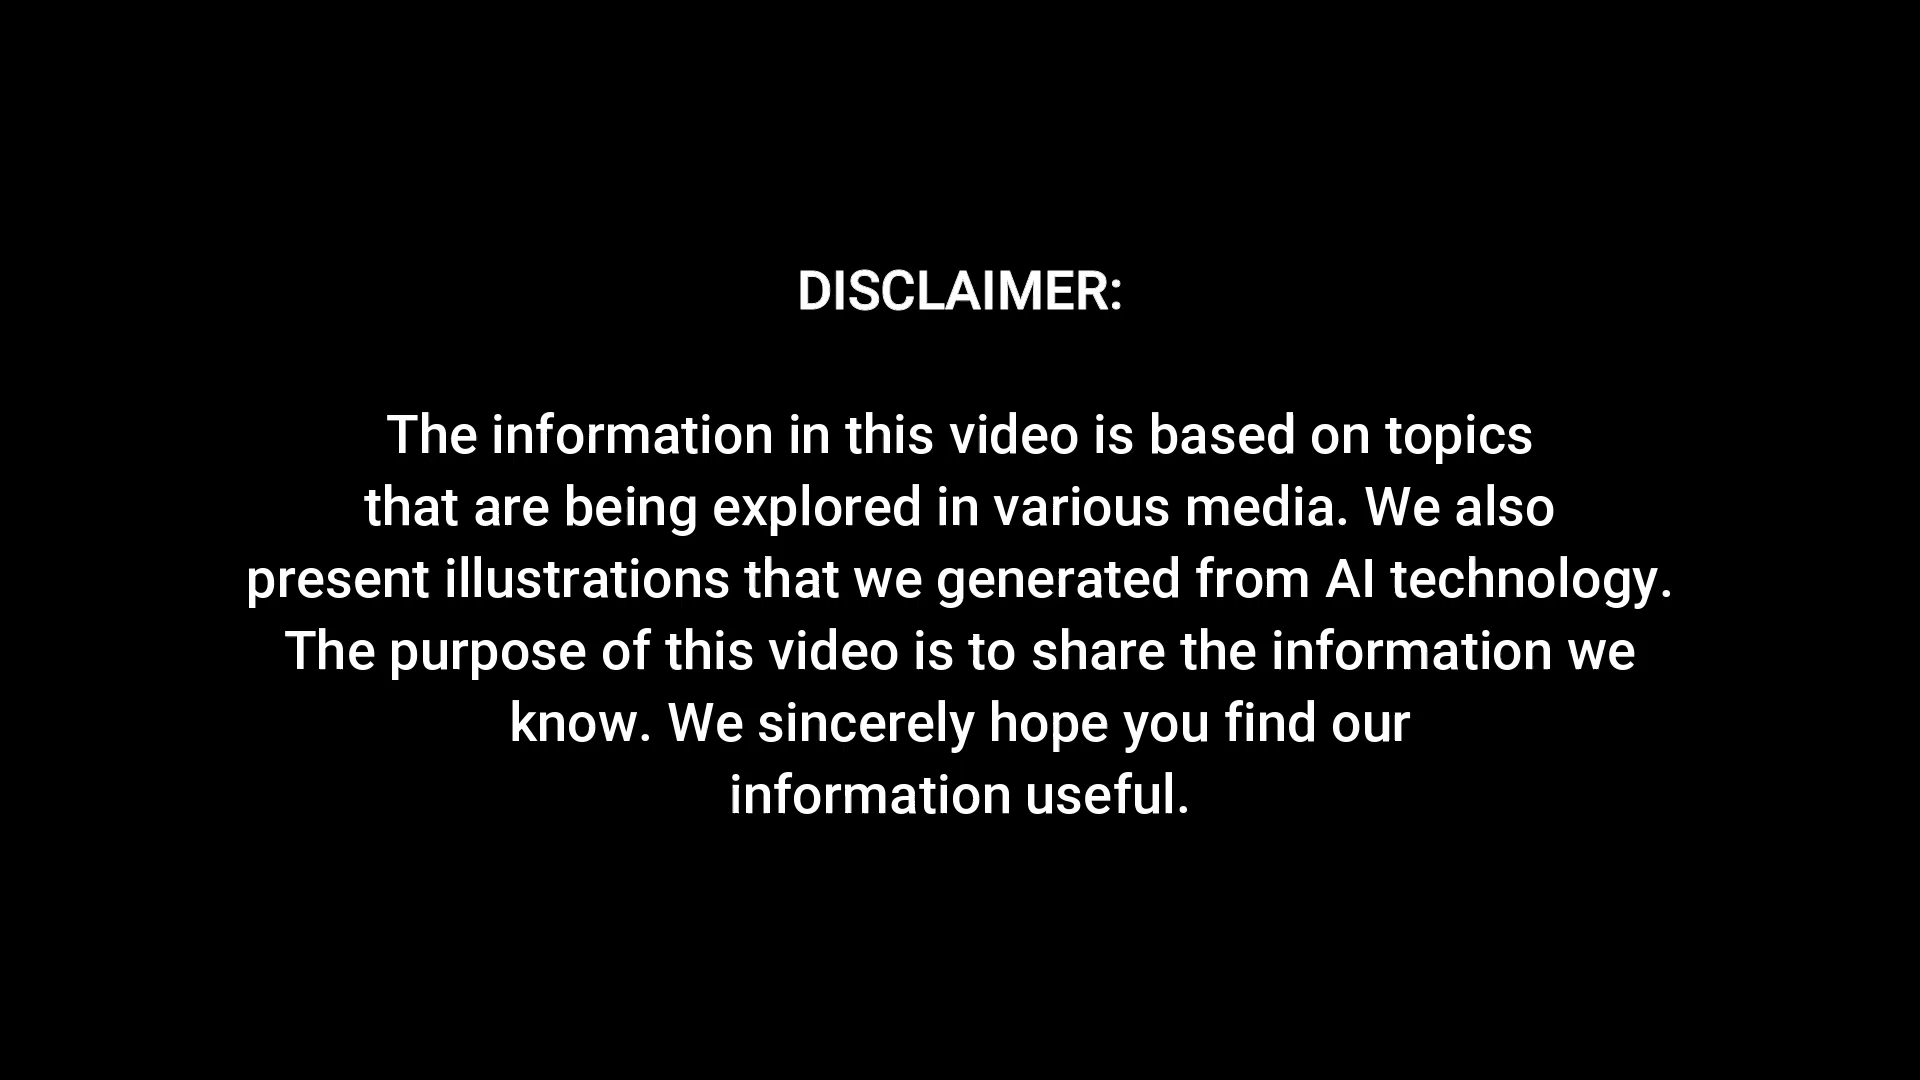 DISCLAIMER:
The information in this video is based on topics
that are being explored in various media. We also
present illustrations that we generated from AI technology.
The purpose of this video is to share the information we
know. We sincerely hope you find our
information useful.